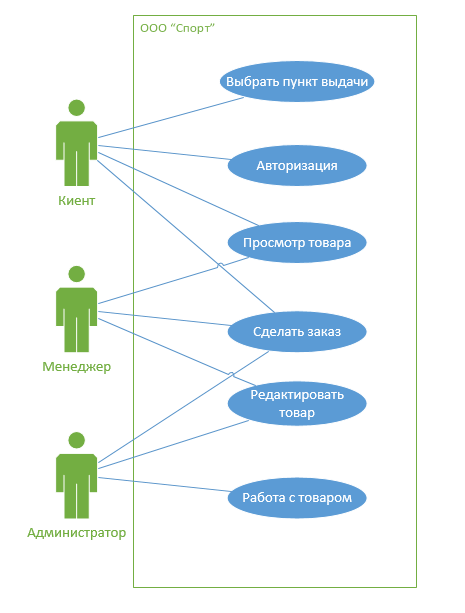 ООО “Спорт”
Выбрать пункт выдачи
Авторизация
Киент
Просмотр товара
Сделать заказ
Менеджер
Редактировать
товар
Работа с товаром
Администратор